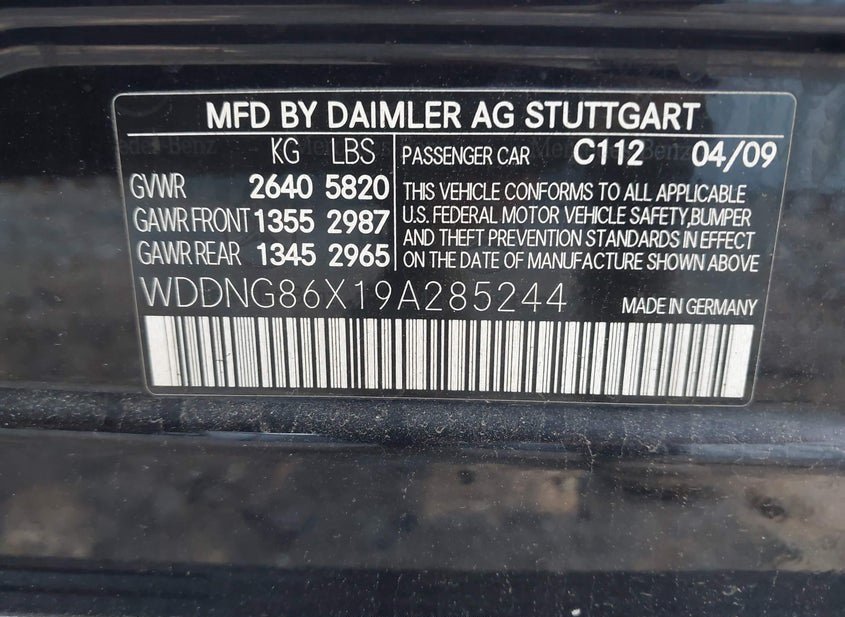 MFD BY DAIMLER AG STUTTGART
KG LBS
GVWR 2640 5820
GAWR FRONT 1355 2987
GAWR REAR 1345 2965
PASSENGER CAR C112 04/09
THIS VEHICLE CONFORMS TO ALL APPLICABLE
U.S. FEDERAL MOTOR VEHICLE SAFETY,BUMPER
AND THEFT PREVENTION STANDARDS IN EFFECT
ON THE DATE OF MANUFACTURE SHOWN ABOVE
WDDNG86X19A285244
MADE IN GERMANY